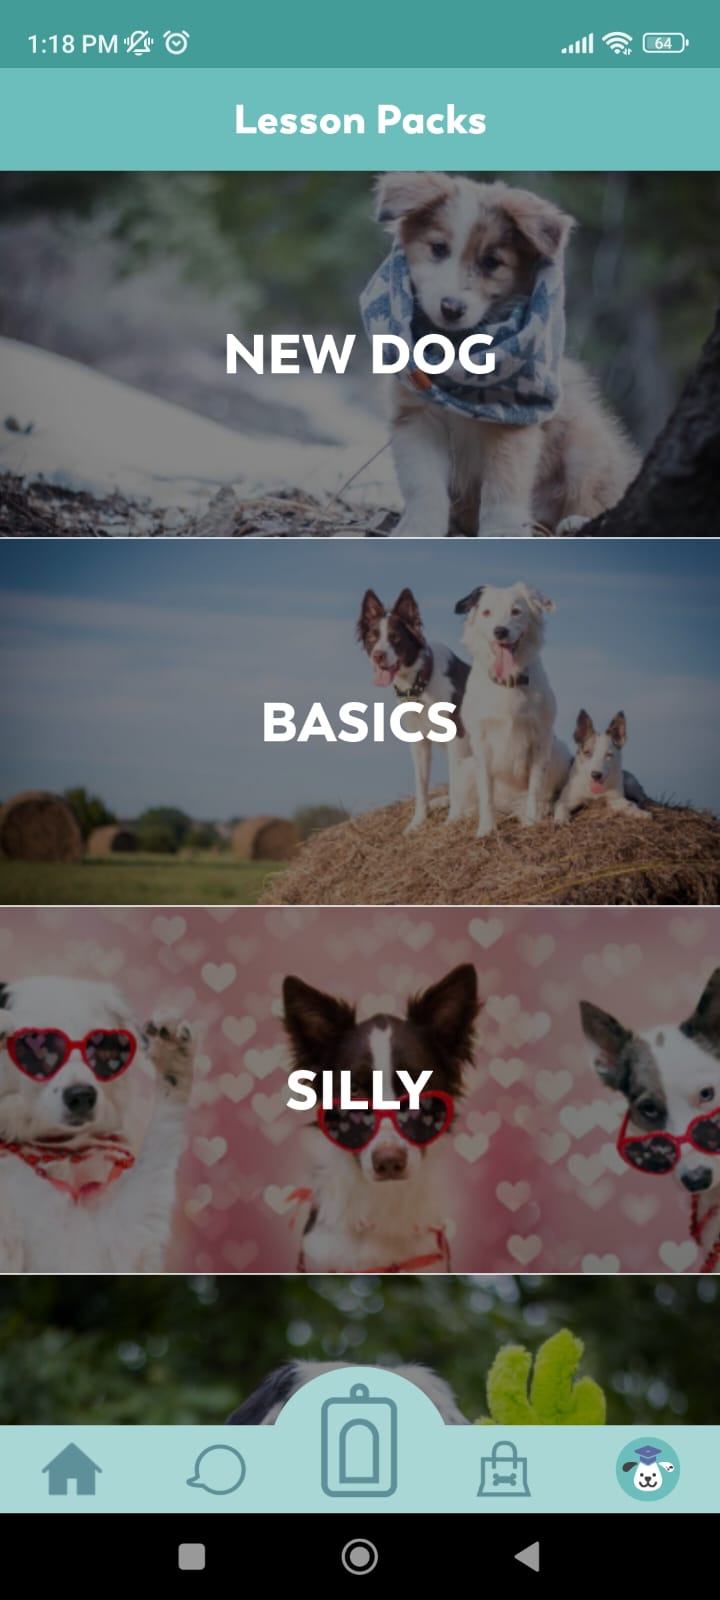 1:18 PM
64
Lesson Packs
NEW DOG
BASICS
SILLY